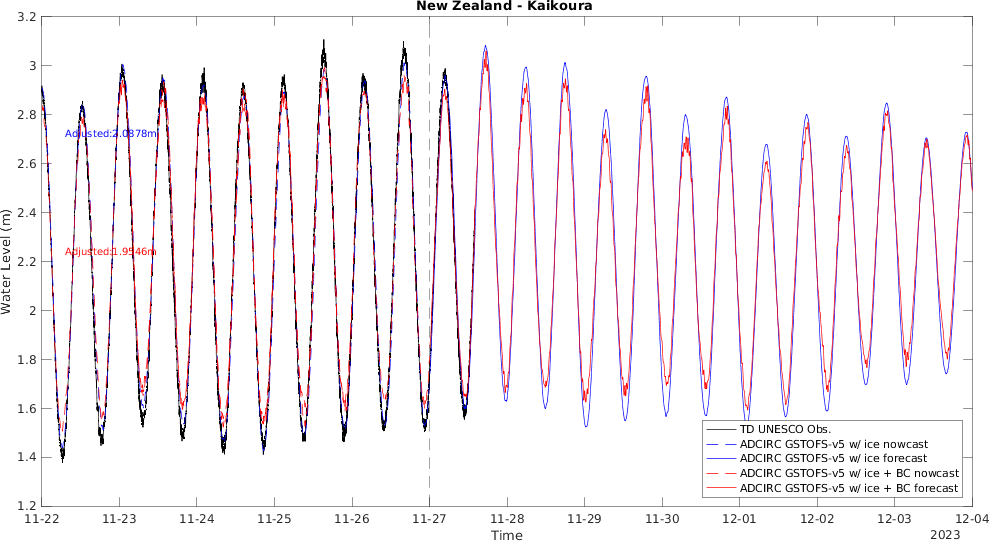 New Zealand - Kaikoura
3.2
3
2.8
2.6
2.4
2.2
2
1.8
1.6
1.4
1.2
Water Level (m)
Adjusted:2.0878m
Adjusted:1.9546m
TD UNESCO Obs.
ADCIRC GSTOFS-v5 w/ ice nowcast
ADCIRC GSTOFS-v5 w/ ice forecast
ADCIRC GSTOFS-v5 w/ ice + BC nowcast
ADCIRC GSTOFS-v5 w/ ice + BC forecast
11-22 11-23 11-24 11-25 11-26 11-27 11-28 11-29 11-30 12-01 12-02 12-03 12-04
Time
2023